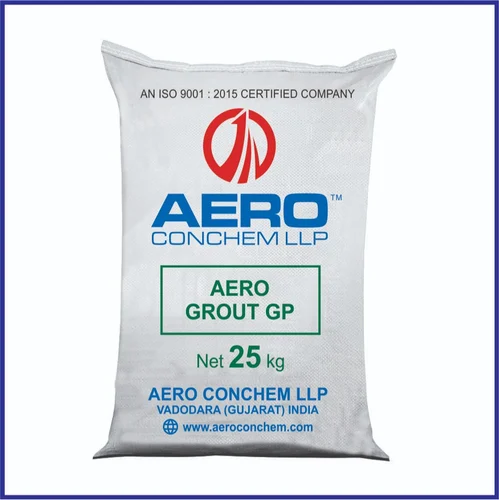 AN ISO 9001 : 2015 CERTIFIED COMPANY
AERO™
CONCHEM LLP
AERO
GROUT GP
Net 25 kg
AERO CONCHEM LLP
VADODARA (GUJARAT) INDIA
www.aeroconchem.com